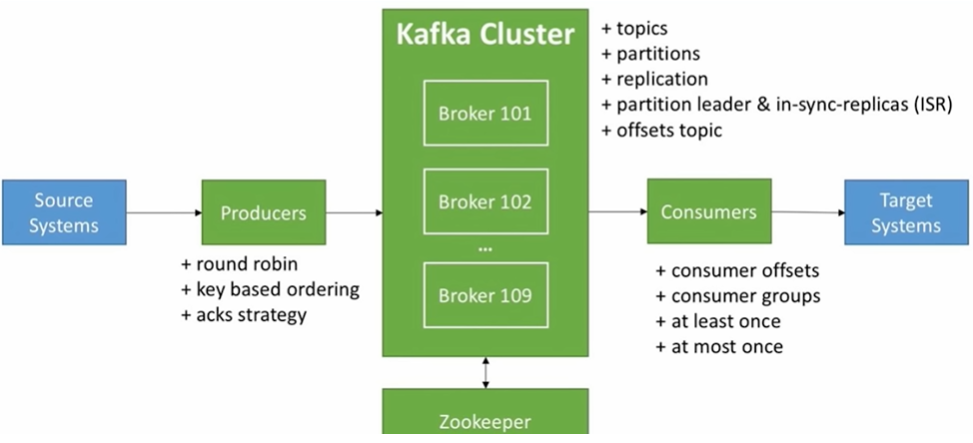 Kafka Cluster
Broker 101
Broker 102
...
Broker 109
+ topics
+ partitions
+ replication
+ partition leader & in-sync-replicas (ISR)
+ offsets topic
Source
Systems
Producers
+ round robin
+ key based ordering
+ acks strategy
Consumers
+ consumer offsets
+ consumer groups
+ at least once
+ at most once
Target
Systems
Zookeeper